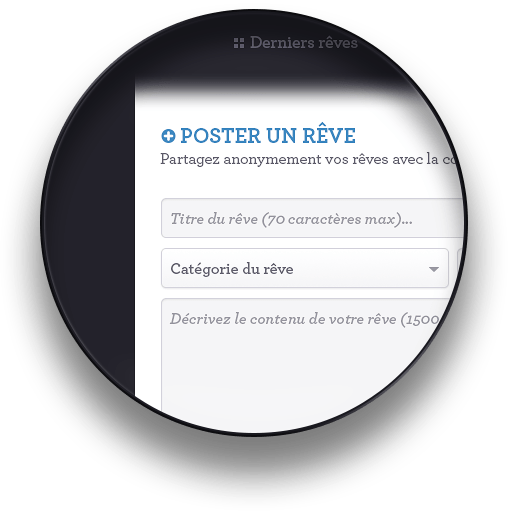 Derniers rêves
POSTER UN RÊVE
Partagez anonymement vos rêves avec la
Titre du rêve (70 caractères max)...
Catégorie du rêve
Décrivez le contenu de votre rêve (1500